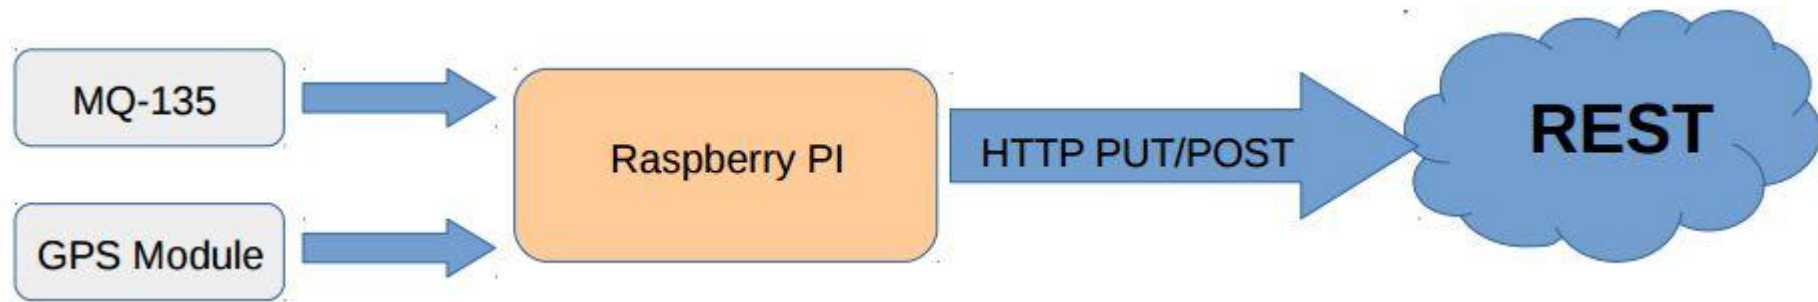 MQ-135
GPS Module
Raspberry PI
HTTP PUT/POST
REST